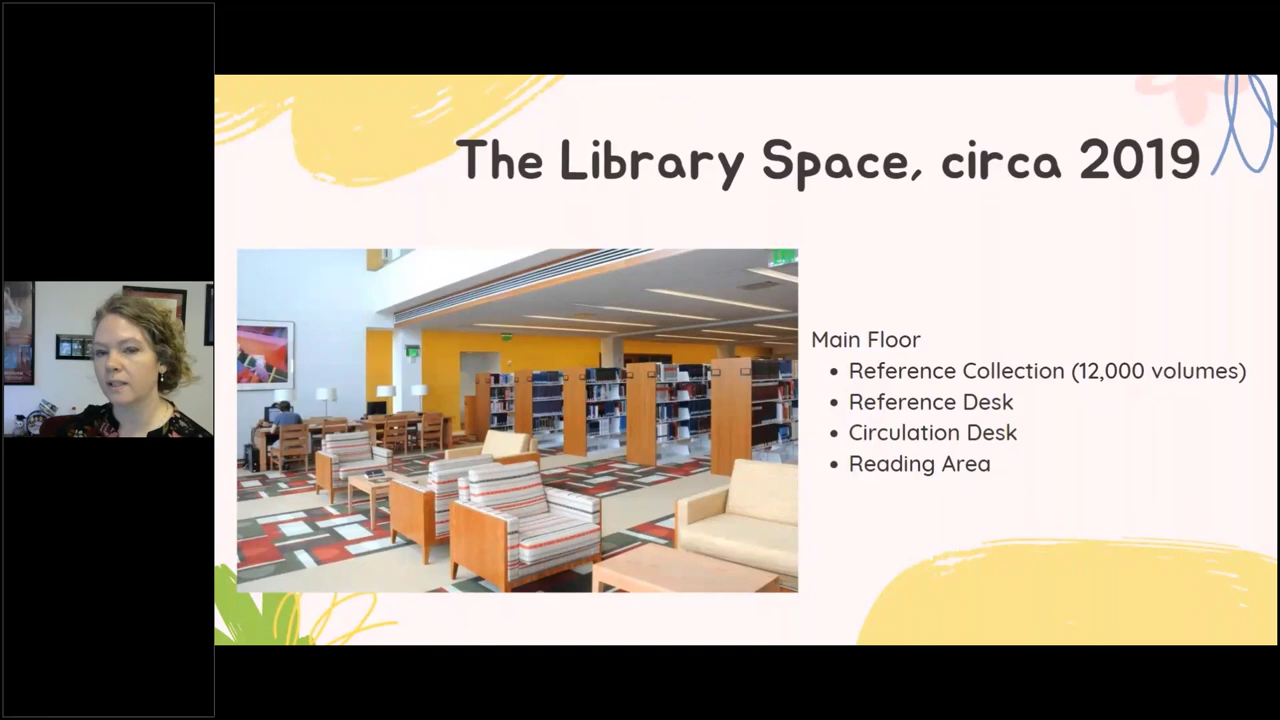 The Library Space, circa 2019
Main Floor
• Reference Collection (12,000 volumes)
• Reference Desk
• Circulation Desk
• Reading Area